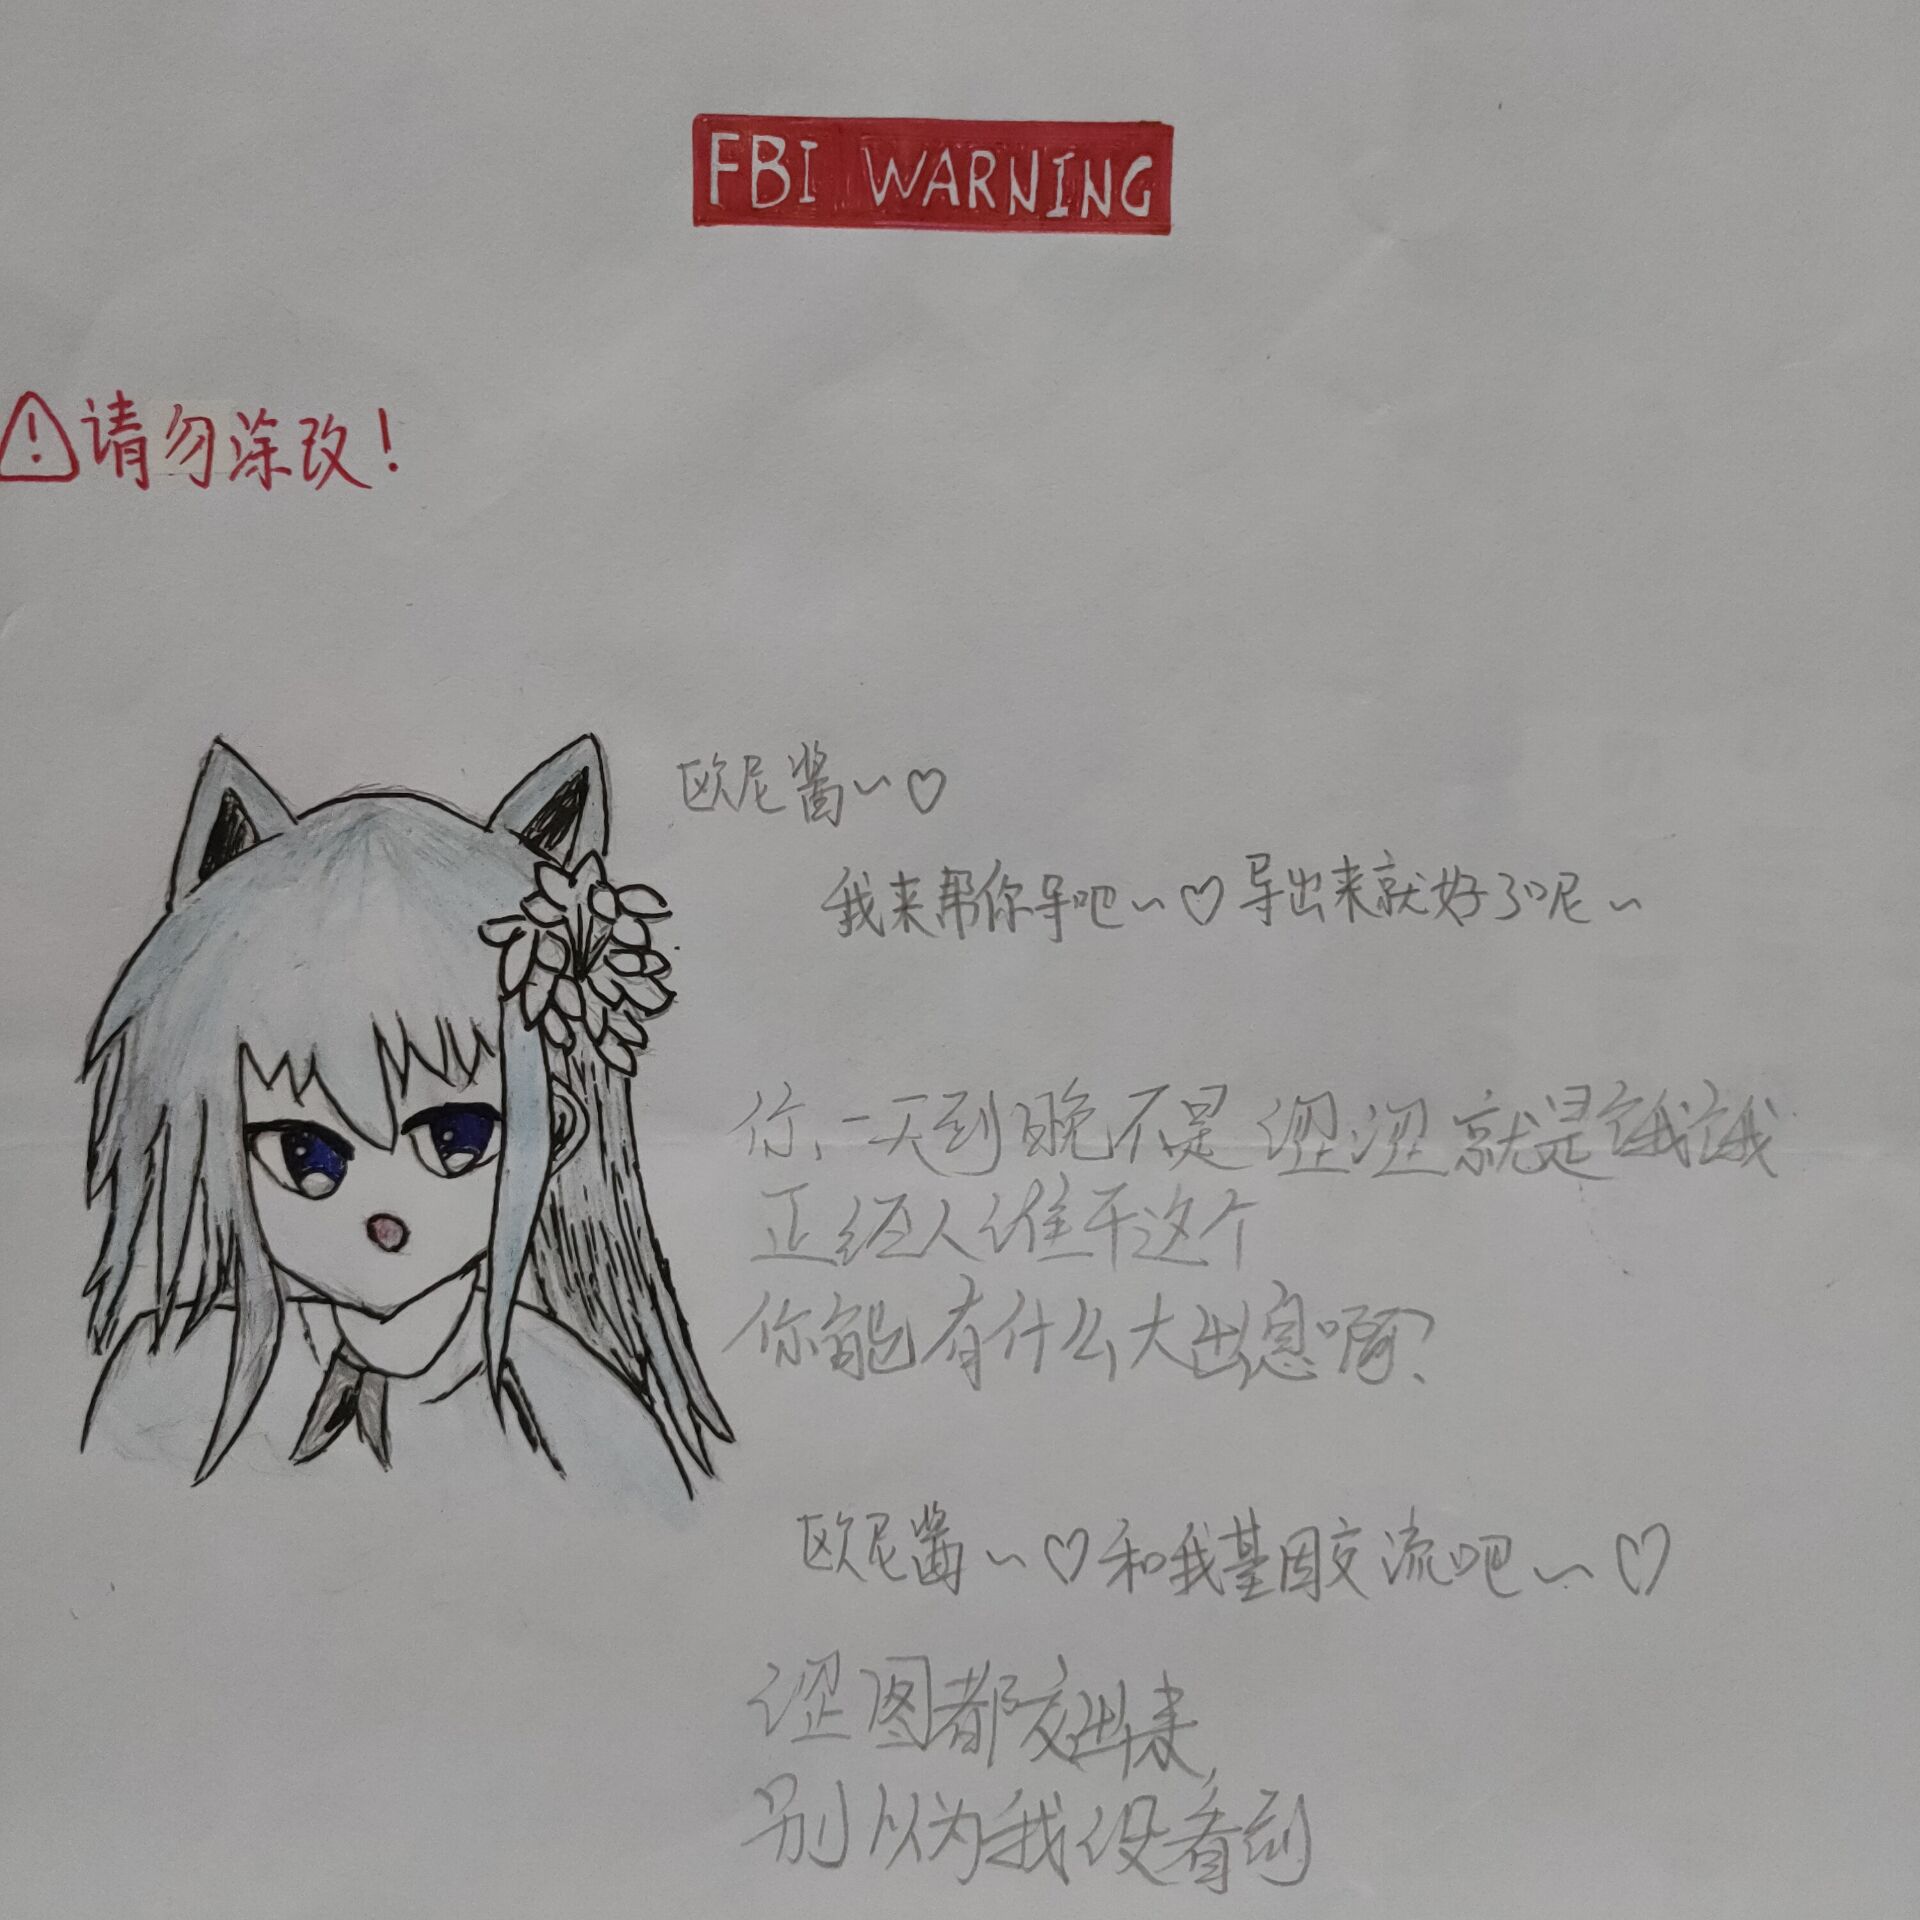 FBI WARNING
请勿涂改！
欧尼酱~♡
我来帮你导吧~♡导出来就好了呢~
你一天到晚不是涩涩就是
正经人谁干这个
你能有什么大出息啊？
欧尼酱~♡和我基因交流吧~♡
涩图都交出来,
别以为我没看到